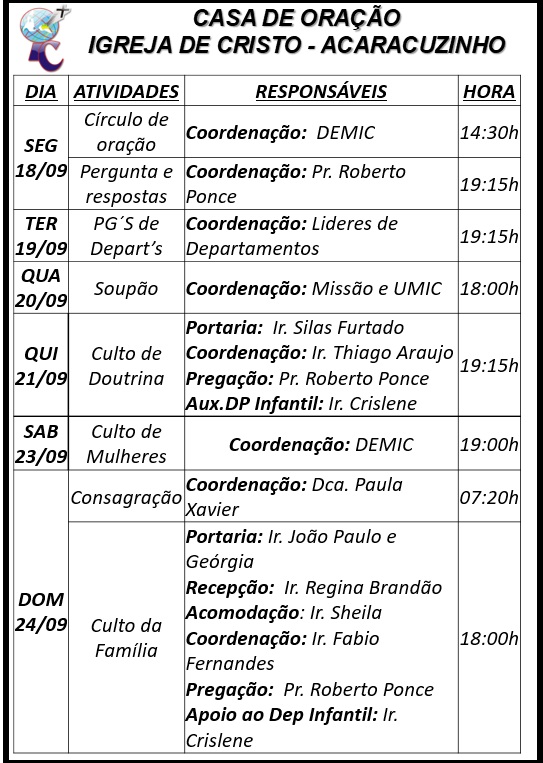 CASA DE ORAÇÃO
IGREJA DE CRISTO - ACARACUZINHO
DIA ATIVIDADES RESPONSÁVEIS HORA
SEG
18/09
Círculo de
oração
Coordenação: DEMIC
14:30h
Pergunta e
respostas
Coordenação: Pr. Roberto
Ponce
19:15h
TER
19/09
PG´S de
Depart’s
Coordenação: Lideres de
Departamentos
19:15h
QUA
20/09
Soupão
Coordenação: Missão e UMIC
18:00h
QUI
21/09
Culto de
Doutrina
Portaria: Ir. Silas Furtado
Coordenação: Ir. Thiago Araujo
Pregação: Pr. Roberto Ponce
Aux.DP Infantil: Ir. Crislene
19:15h
SAB
23/09
Culto de
Mulheres
Coordenação: DEMIC
19:00h
DOM
24/09
Consagração
Coordenação: Dca. Paula
Xavier
07:20h
Culto da
Família
Portaria: Ir. João Paulo e
Geórgia
Recepção: Ir. Regina Brandão
Acomodação: Ir. Sheila
Coordenação: Ir. Fabio
Fernandes
Pregação: Pr. Roberto Ponce
Apoio ao Dep Infantil: Ir.
Crislene
18:00h